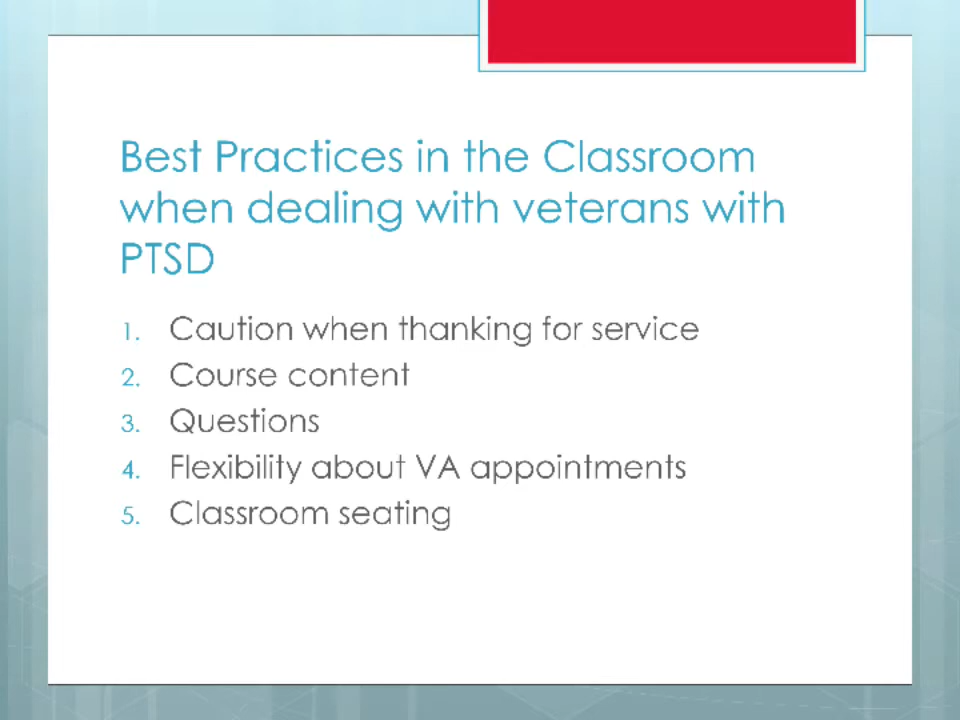 Best Practices in the Classroom
when dealing with veterans with
PTSD
1. Caution when thanking for service
2. Course content
3. Questions
4. Flexibility about VA appointments
5. Classroom seating